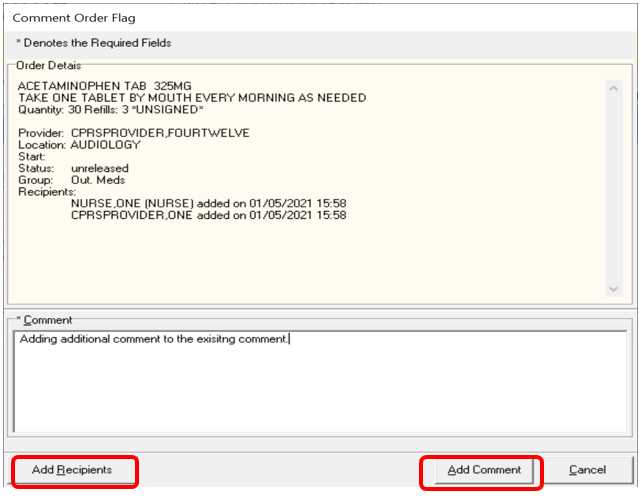 Comment Order Flag
* Denotes the Required Fields
Order Detais
ACETAMINOPHEN TAB 325MG
TAKE ONE TABLET BY MOUTH EVERY MORNING AS NEEDED
Quantity: 30 Refills: 3 *UNSIGNED*
Provider: CPRSPROVIDER,FOURTWELVE
Location: AUDIOLOGY
Start:
Status: unreleased
Group: Out. Meds
Recipients:
NURSE,ONE (NURSE) added on 01/05/2021 15:58
CPRSPROVIDER,ONE added on 01/05/2021 15:58
* Comment
Adding additional comment to the exisitng comment.
Add Recipients
Add Comment
Cancel